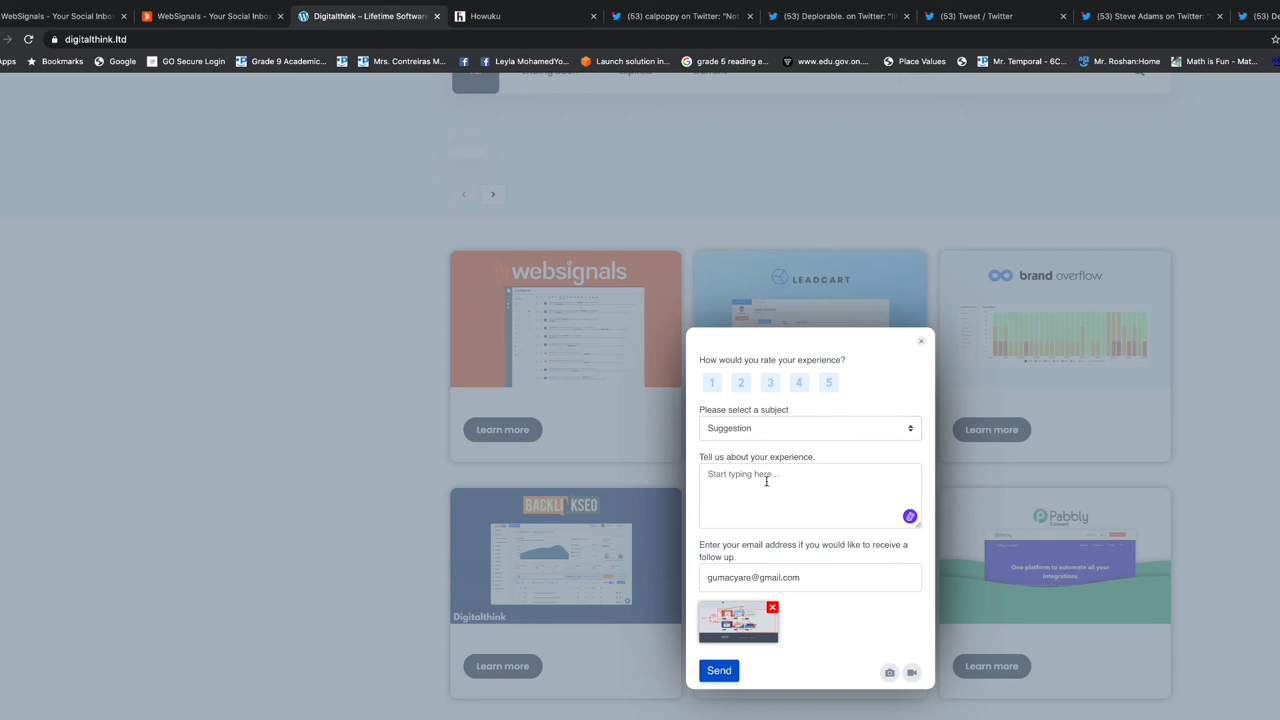 WebSignals - Your Social Inbox
WebSignals - Your Social Inbo
Digitalthink – Lifetime Software
Howuku
(53) calpoppy on Twitter: "Not
(53) Deplorable. on Twitter: "Il
(53) Tweet / Twitter
(53) Steve Adams on Twitter: "
(53) De
digitalthink.ltd
Apps
Bookmarks
Google
GO Secure Login
Grade 9 Academic...
Mrs. Contreiras M...
Leyla MohamedYo...
Launch solution in...
grade 5 reading e...
www.edu.gov.on....
Place Values
Mr. Temporal - 6C...
Mr. Roshan:Home
Math is Fun - Mat...
websignals
LEADCART
brand overflow
How would you rate your experience?
1 2 3 4 5
Please select a subject
Suggestion
Learn more
Learn more
Tell us about your experience.
Start typing here...
BACKLINKSEO
Pabbly
Connect
Enter your email address if you would like to receive a
follow up.
One platform to automate all your
integrations
gumacyare@gmail.com
Digitalthink
Learn more
Send
Learn more